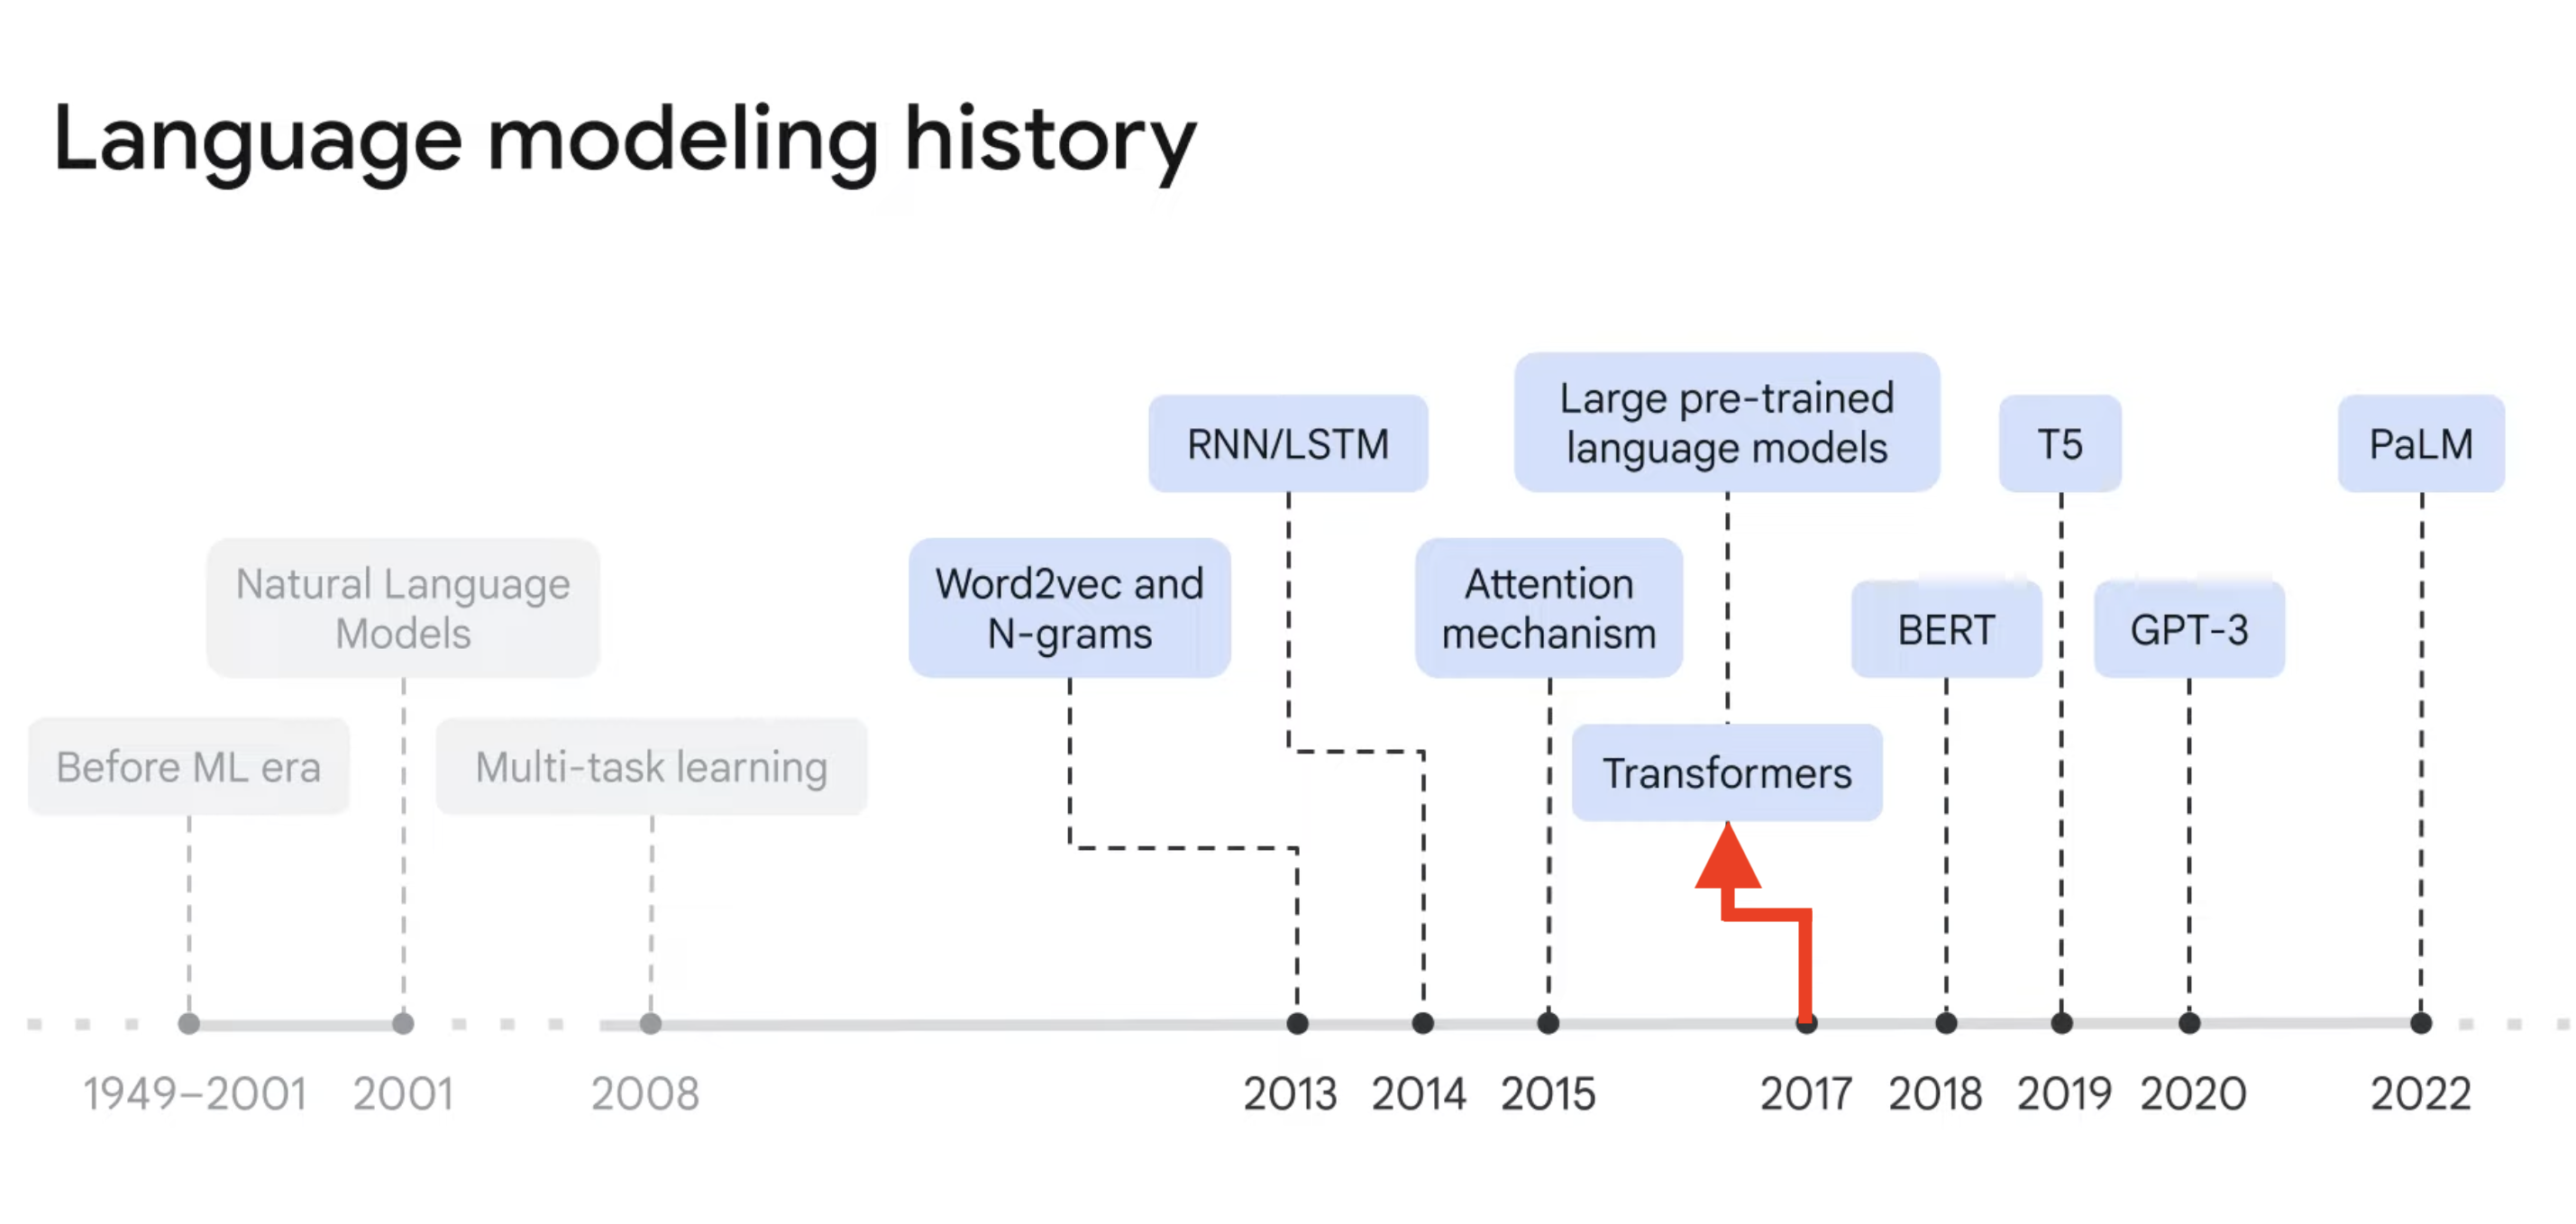 Language modeling history
Large pre-trained
language models
RNN/LSTM
T5
PaLM
Natural Language
Models
Word2vec and
N-grams
Attention
mechanism
BERT
GPT-3
Before ML era
Multi-task learning
Transformers
1949–2001
2001
2008
2013
2014
2015
2017
2018
2019
2020
2022